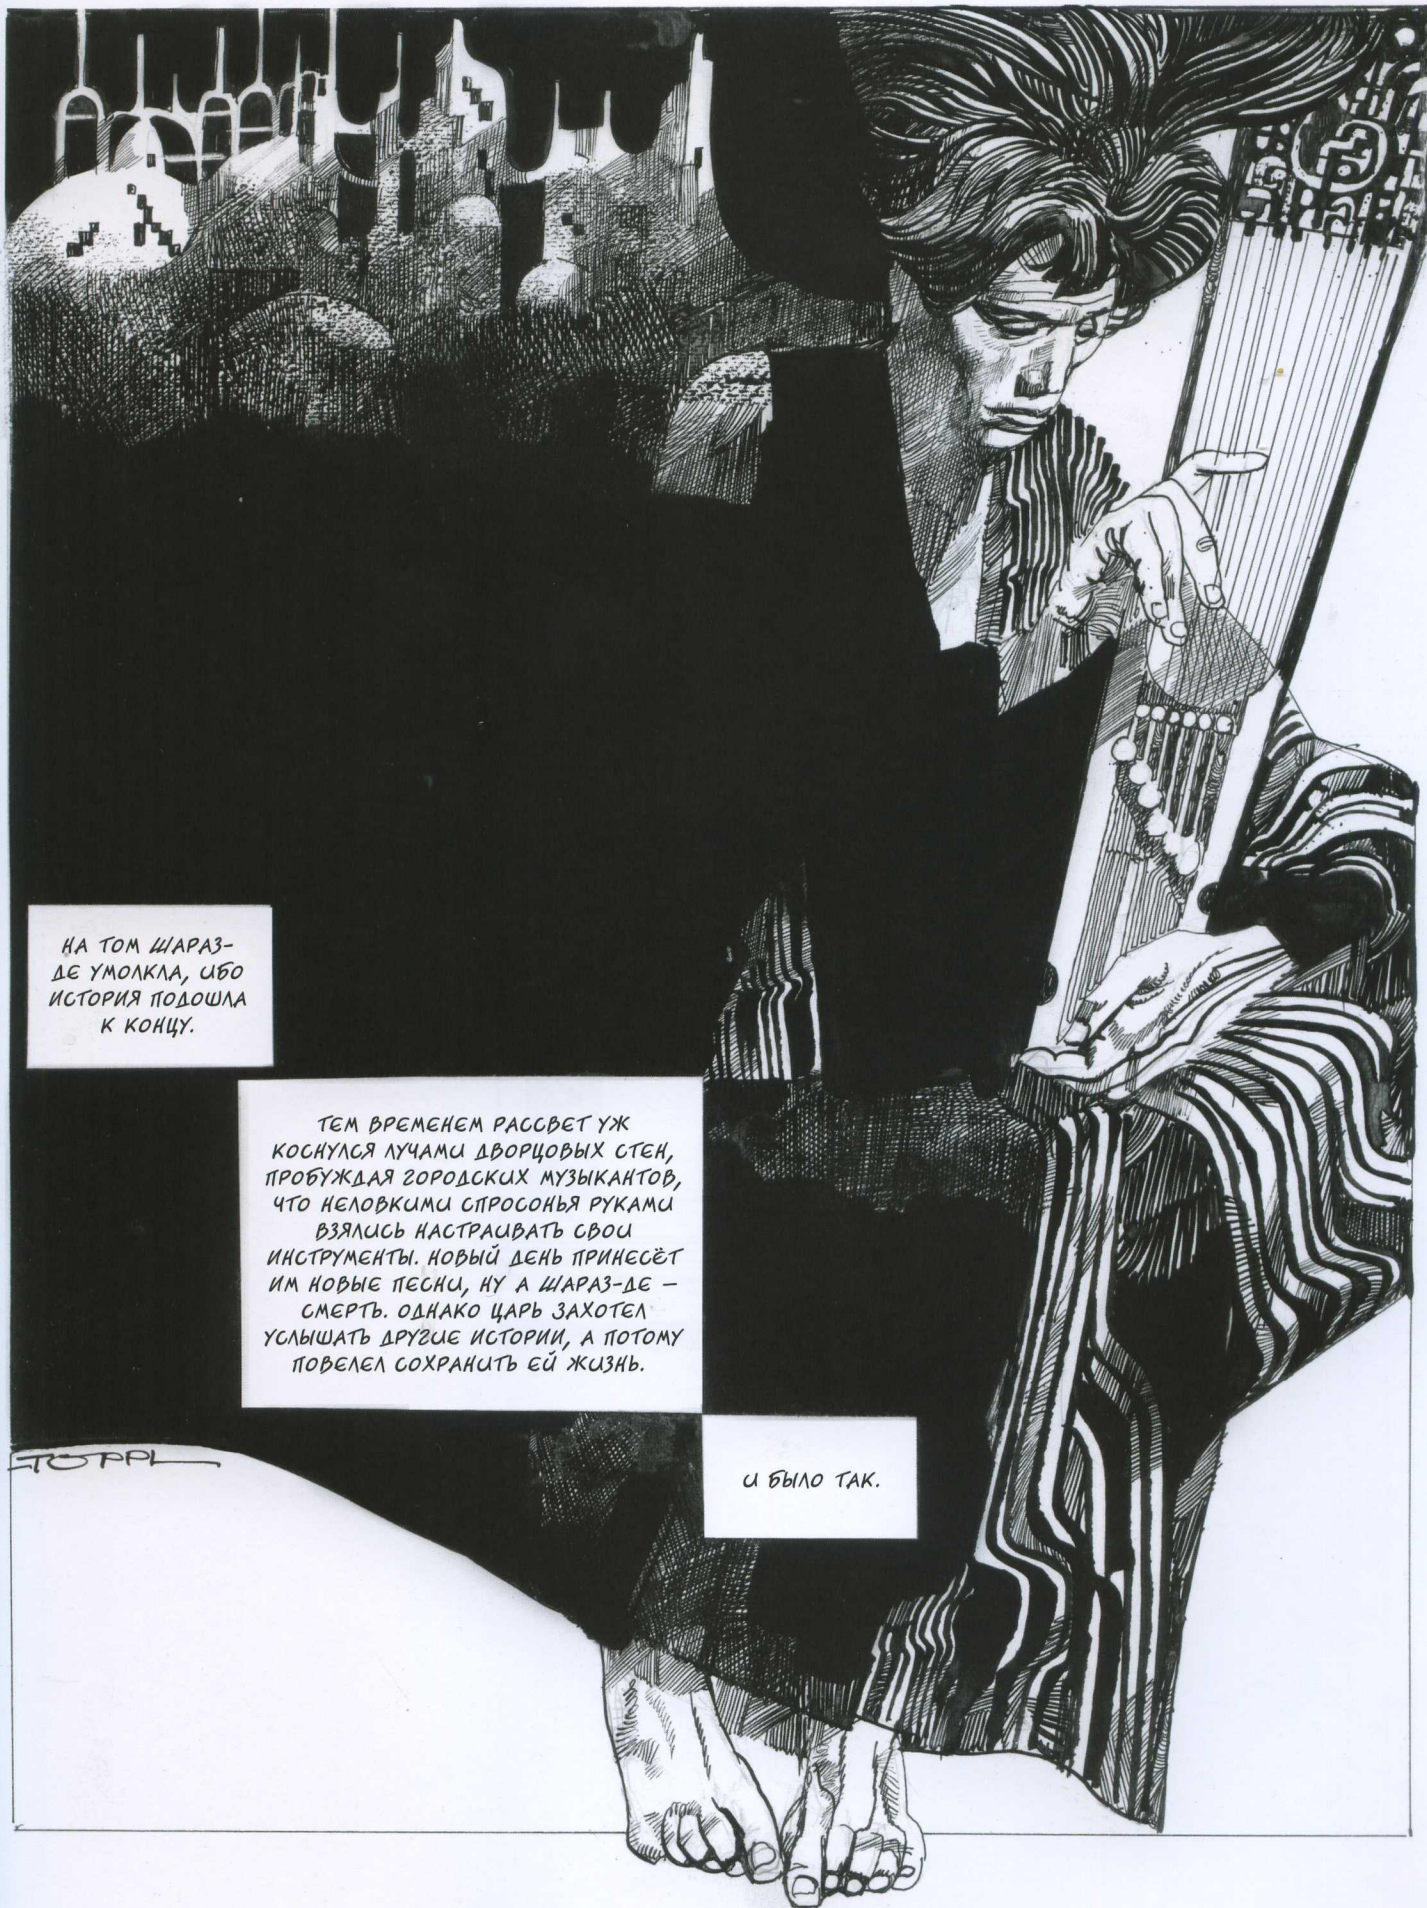 НА ТОМ ШАРАЗ-
ДЕ УМОЛКЛА, ИБО
ИСТОРИЯ ПОДОШЛА
К КОНЦУ.
ТЕМ ВРЕМЕНЕМ РАССВЕТ УЖ
КОСНУЛСЯ ЛУЧАМИ ДВОРЦОВЫХ СТЕН,
ПРОБУЖДАЯ ГОРОДСКИХ МУЗЫКАНТОВ,
ЧТО НЕЛОВКИМИ СПРОСОНЬЯ РУКАМИ
ВЗЯЛИСЬ НАСТРАИВАТЬ СВОИ
ИНСТРУМЕНТЫ. НОВЫЙ ДЕНЬ ПРИНЕСЁТ
ИМ НОВЫЕ ПЕСНИ, НУ А ШАРАЗ-ДЕ —
СМЕРТЬ. ОДНАКО ЦАРЬ ЗАХОТЕЛ
УСЛЫШАТЬ ДРУГИЕ ИСТОРИИ, А ПОТОМУ
ПОВЕЛЕЛ СОХРАНИТЬ ЕЙ ЖИЗНЬ.
И БЫЛО ТАК.
TOPPI